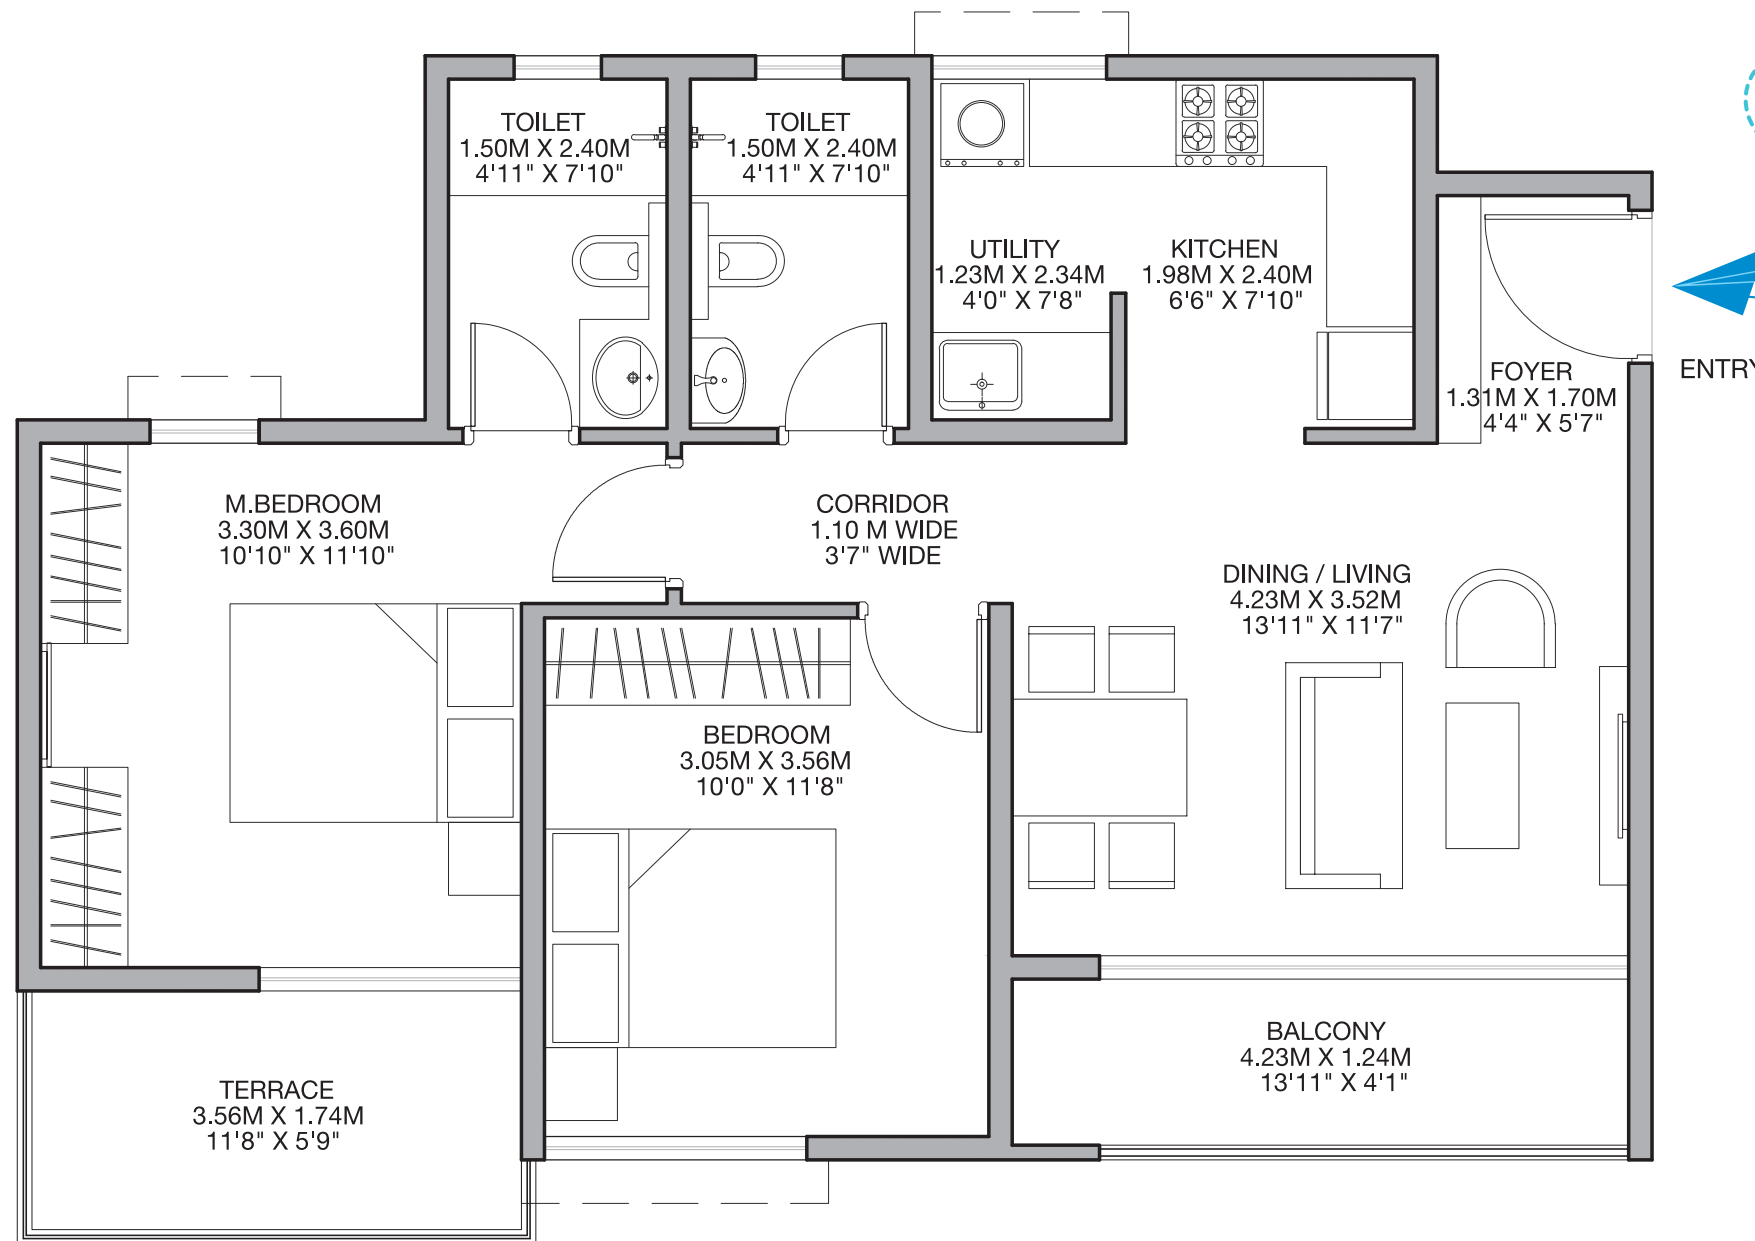 TOILET
1.50M X 2.40M
4'11" X 7'10"
TOILET
1.50M X 2.40M
4'11" X 7'10"
UTILITY
1.23M X 2.34M
4'0" X 7'8"
KITCHEN
1.98M X 2.40M
6'6" X 7'10"
FOYER
1.31M X 1.70M
4'4" X 5'7"
ENTRY
M.BEDROOM
3.30M X 3.60M
10'10" X 11'10"
CORRIDOR
1.10 M WIDE
3'7" WIDE
DINING / LIVING
4.23M X 3.52M
13'11" X 11'7"
BEDROOM
3.05M X 3.56M
10'0" X 11'8"
BALCONY
4.23M X 1.24M
13'11" X 4'1"
TERRACE
3.56M X 1.74M
11'8" X 5'9"